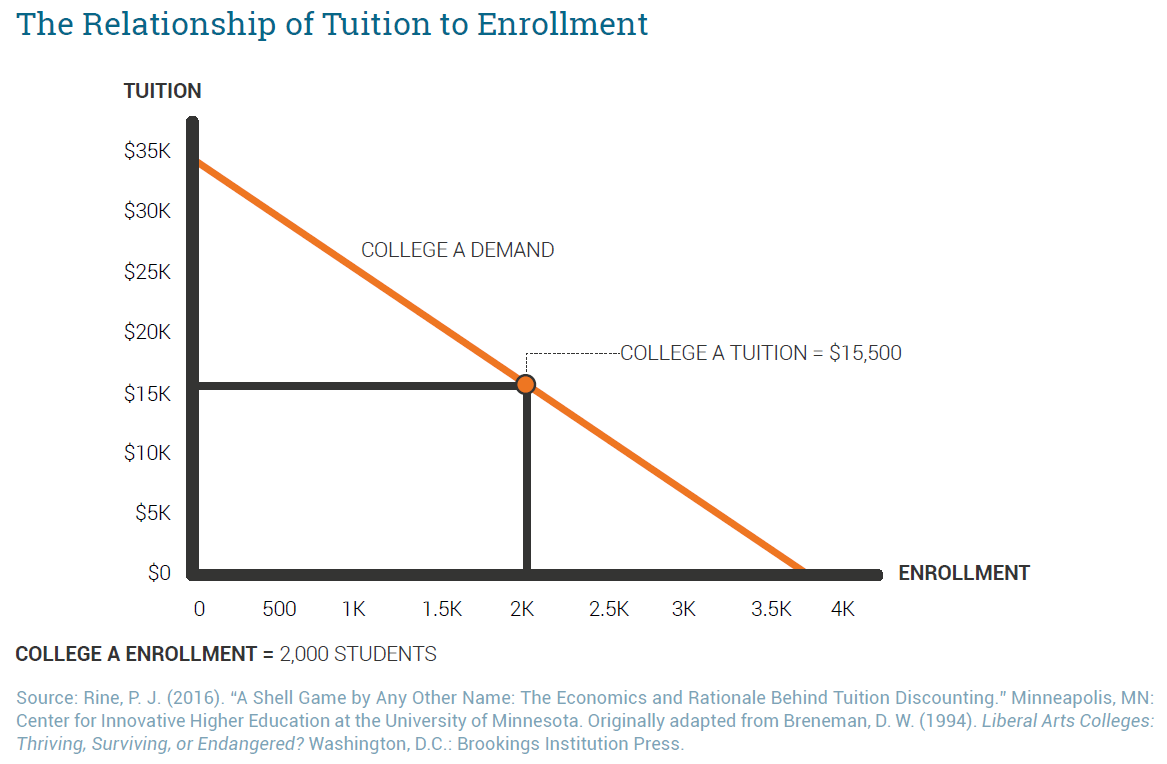 The Relationship of Tuition to Enrollment
TUITION
$35K
$30K
$25K
COLLEGE A DEMAND
$20K
COLLEGE A TUITION = $15,500
$15K
$10K
$5K
$0
ENROLLMENT
0 500 1K 1.5K 2K 2.5K 3K 3.5K 4K
COLLEGE A ENROLLMENT = 2,000 STUDENTS
Source: Rine, P. J. (2016). “A Shell Game by Any Other Name: The Economics and Rationale Behind Tuition Discounting.” Minneapolis, MN:
Center for Innovative Higher Education at the University of Minnesota. Originally adapted from Breneman, D. W. (1994). Liberal Arts Colleges:
Thriving, Surviving, or Endangered? Washington, D.C.: Brookings Institution Press.